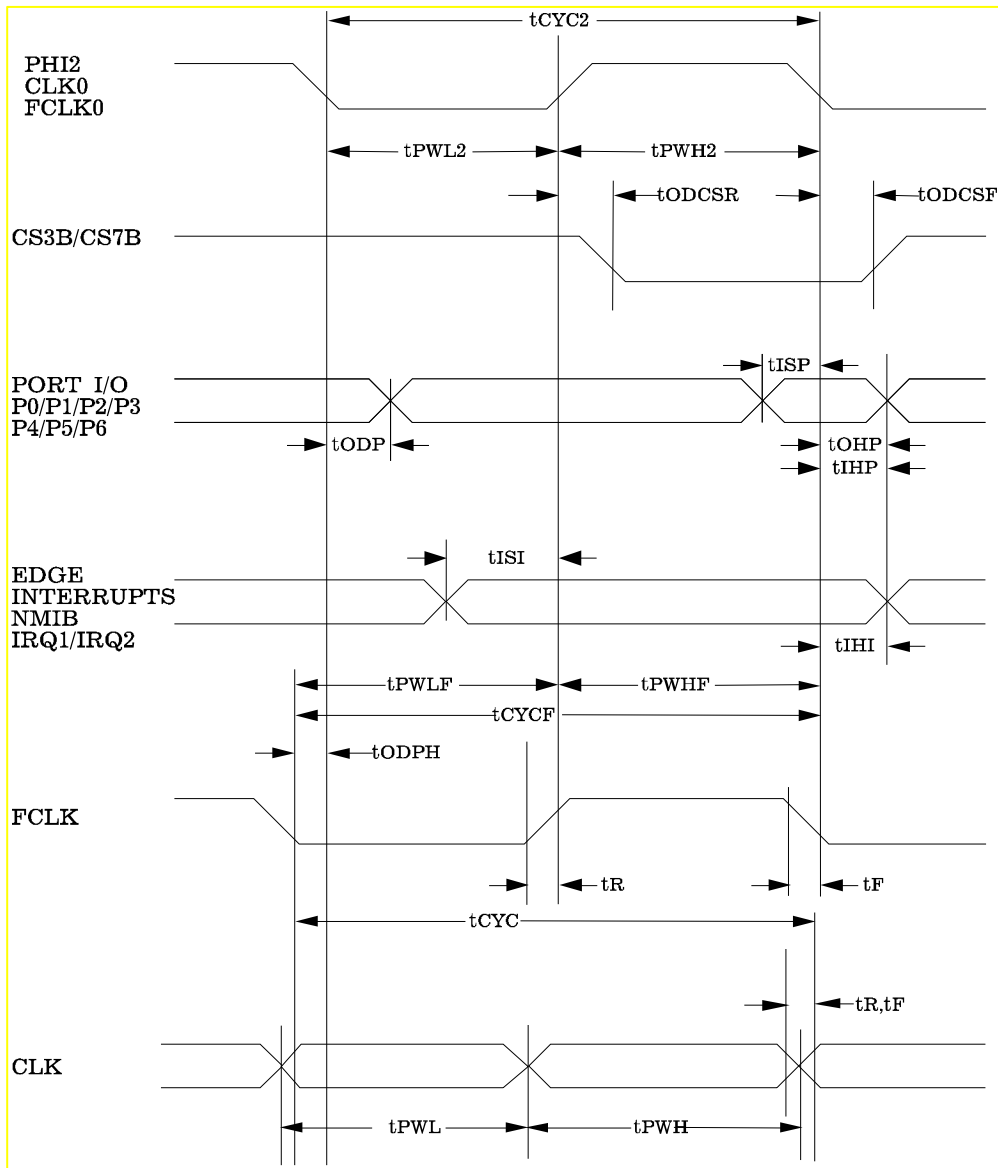 tCYC2
PHI2
CLK0
FCLK0
tPWL2
tPWH2
tODCSR
tODCSF
CS3B/CS7B
tISP
PORT I/O
P0/P1/P2/P3
P4/P5/P6
tODP
tOHP
tIHP
tISI
EDGE
INTERRUPTS
NMIB
IRQ1/IRQ2
tIHI
tPWLF
tPWHF
tCYCF
tODPH
FCLK
tR
tF
tCYC
tR,tF
CLK
tPWL
tPWH